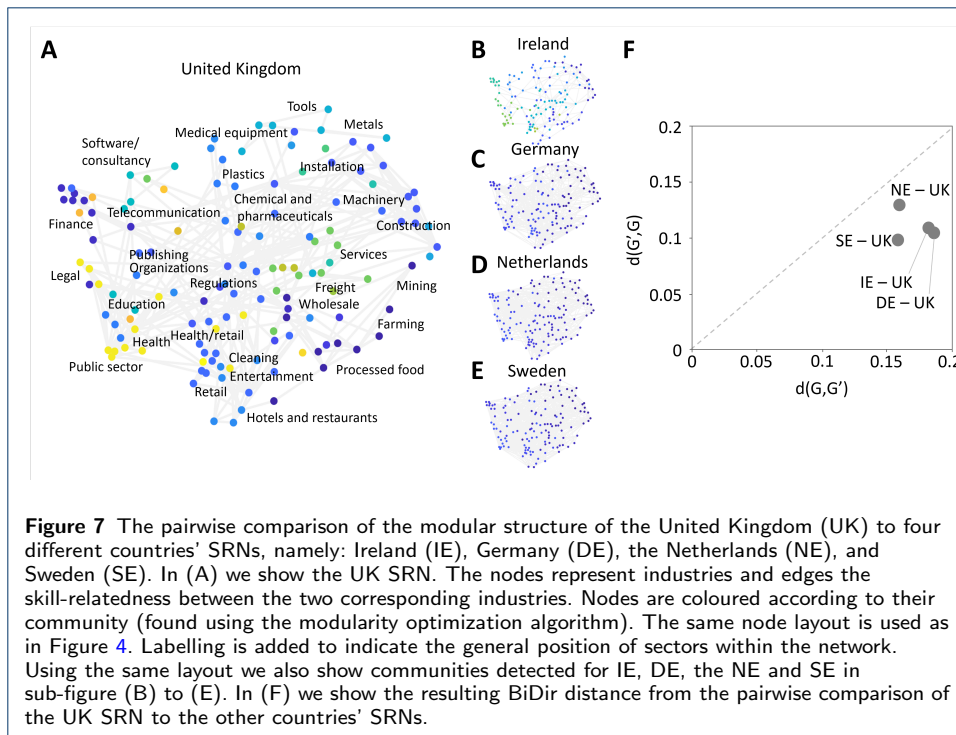 A
United Kingdom
Tools
Medical equipment
Metals
Software/
consultancy
Installation
Plastics
Chemical and
pharmaceuticals
Machinery
Telecommunication
Finance
Construction
Publishing
Organizations
Services
Legal
Regulations
Mining
Freight
Education
Wholesale
Farming
Health
Health/retail
Public sector
Cleaning
Entertainment
Processed food
Retail
Hotels and restaurants
B
Ireland
C
Germany
D
Netherlands
E
Sweden
F
0.2
0.15
0.1
0.05
0
d(G',G)
NE – UK
SE – UK
IE – UK
DE – UK
0
0.05
0.1
0.15
0.2
d(G,G')
Figure 7 The pairwise comparison of the modular structure of the United Kingdom (UK) to four
different countries' SRNs, namely: Ireland (IE), Germany (DE), the Netherlands (NE), and
Sweden (SE). In (A) we show the UK SRN. The nodes represent industries and edges the
skill-relatedness between the two corresponding industries. Nodes are coloured according to their
community (found using the modularity optimization algorithm). The same node layout is used as
in Figure 4. Labelling is added to indicate the general position of sectors within the network.
Using the same layout we also show communities detected for IE, DE, the NE and SE in
sub-figure (B) to (E). In (F) we show the resulting BiDir distance from the pairwise comparison of
the UK SRN to the other countries' SRNs.